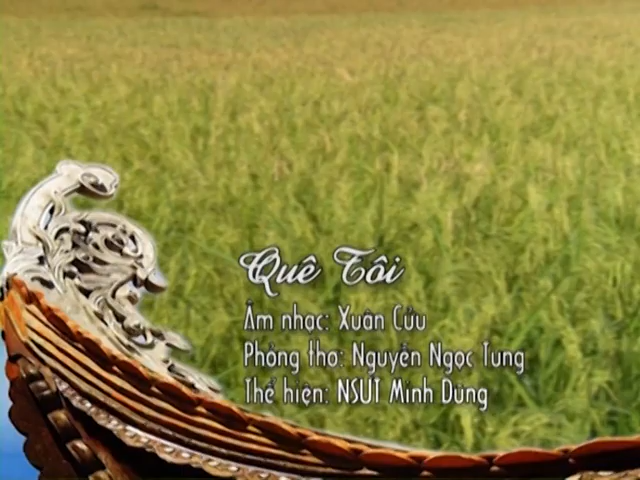 Quê Tôi
Âm nhạc: Xuân Cửu
Phỏng thơ: Nguyễn Ngọc Tung
Thể hiện: NSUT Minh Dũng